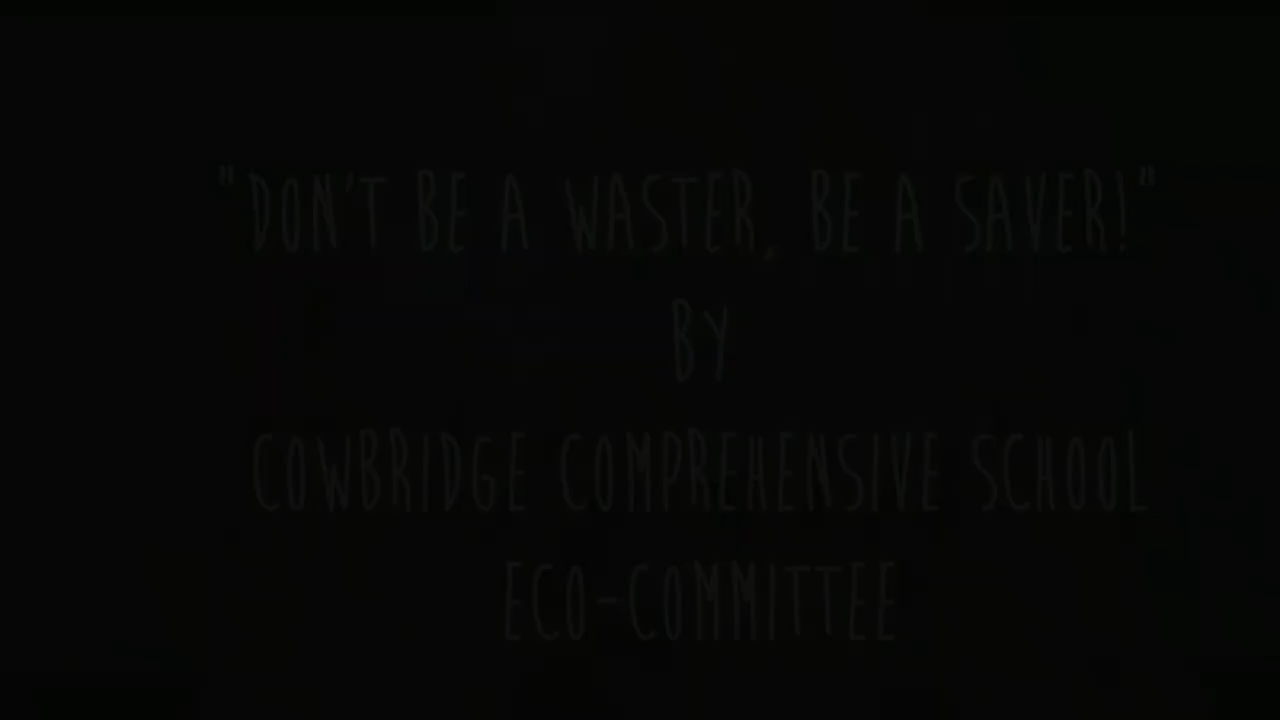 "DON'T BE A WASTER, BE A SAVER!"
BY
COWBRIDGE COMPREHENSIVE SCHOOL
ECO-COMMITTEE